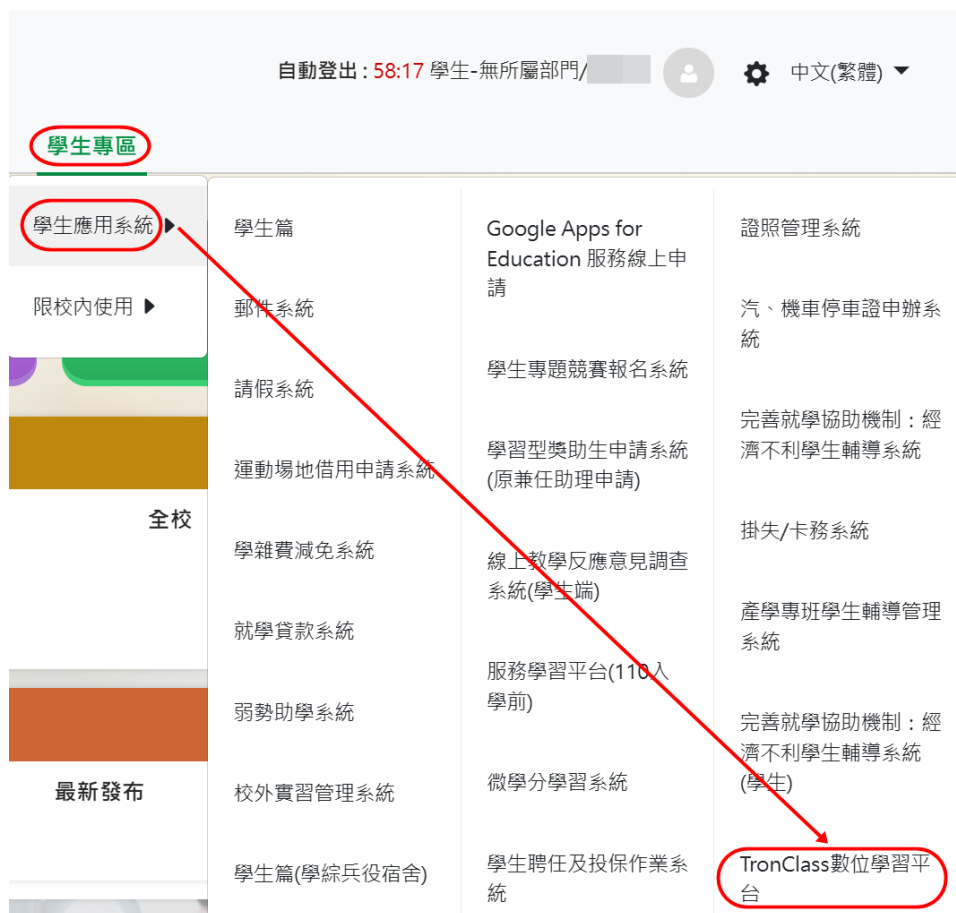 自動登出 : 58:17 學生-無所屬部門/
中文(繁體)
學生專區
學生應用系統
限校內使用
全校
最新發布
學生篇
郵件系統
請假系統
運動場地借用申請系統
學雜費減免系統
就學貸款系統
弱勢助學系統
校外實習管理系統
學生篇(學綜兵役宿舍)
Google Apps for
Education 服務線上申
請
學生專題競賽報名系統
學習型獎助生申請系統
(原兼任助理申請)
線上教學反應意見調查
系統(學生端)
服務學習平台(110入
學前)
微學分學習系統
學生聘任及投保作業系
統
證照管理系統
汽、機車停車證申辦系
統
完善就學協助機制：經
濟不利學生輔導系統
掛失/卡務系統
產學專班學生輔導管理
系統
完善就學協助機制：經
濟不利學生輔導系統
(學生)
TronClass數位學習平
台